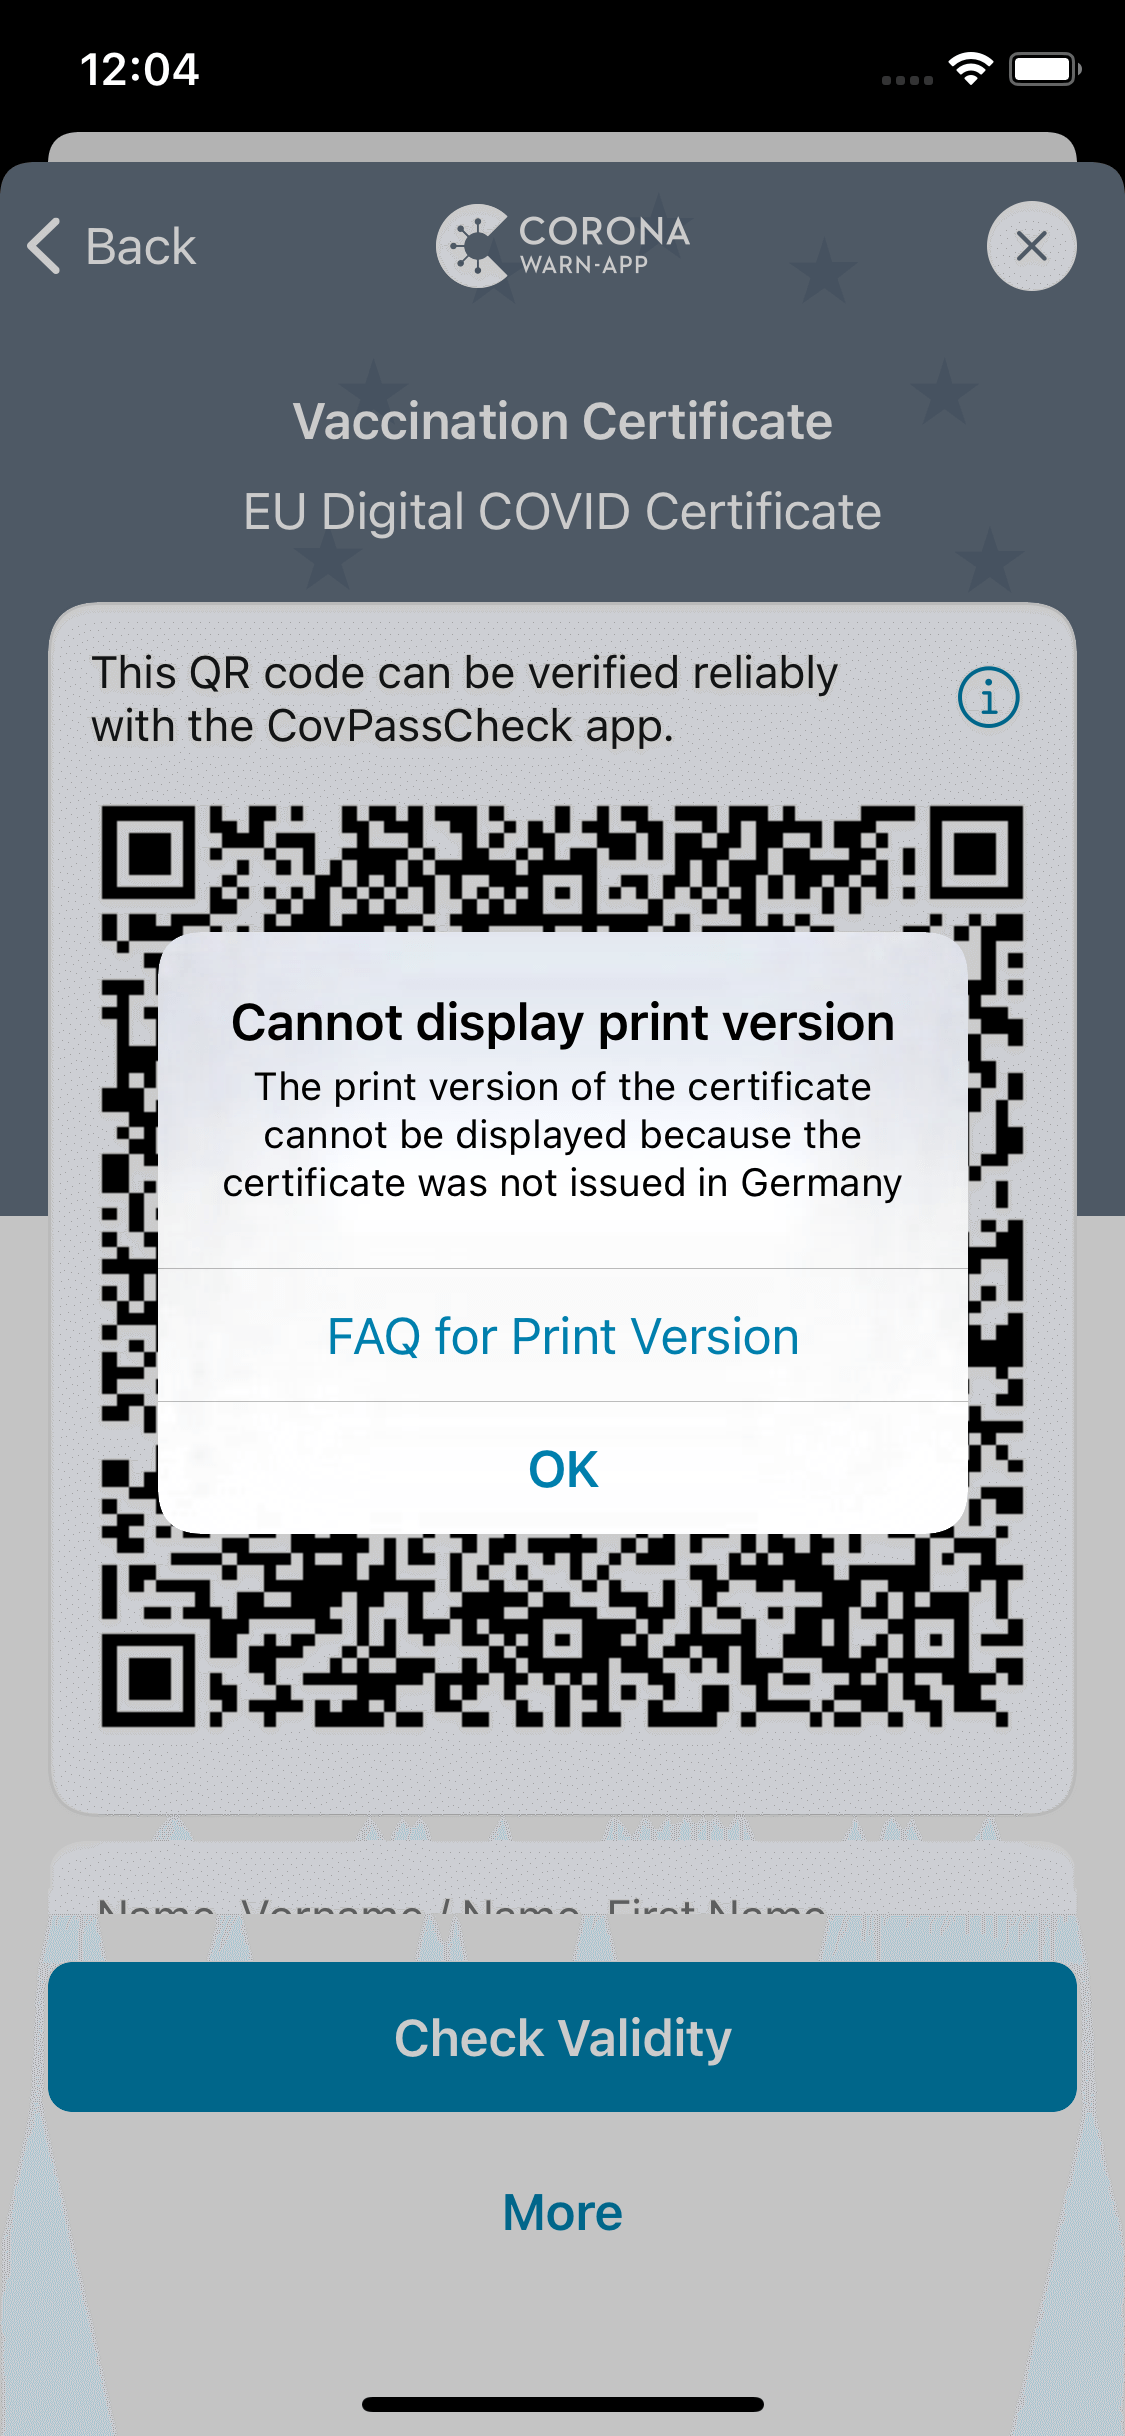 12:04
Back
CORONA
WARN-APP
Vaccination Certificate
EU Digital COVID Certificate
This QR code can be verified reliably
with the CovPassCheck app.
Cannot display print version
The print version of the certificate
cannot be displayed because the
certificate was not issued in Germany
FAQ for Print Version
OK
Name, Vorname / Name, First Name
Check Validity
More